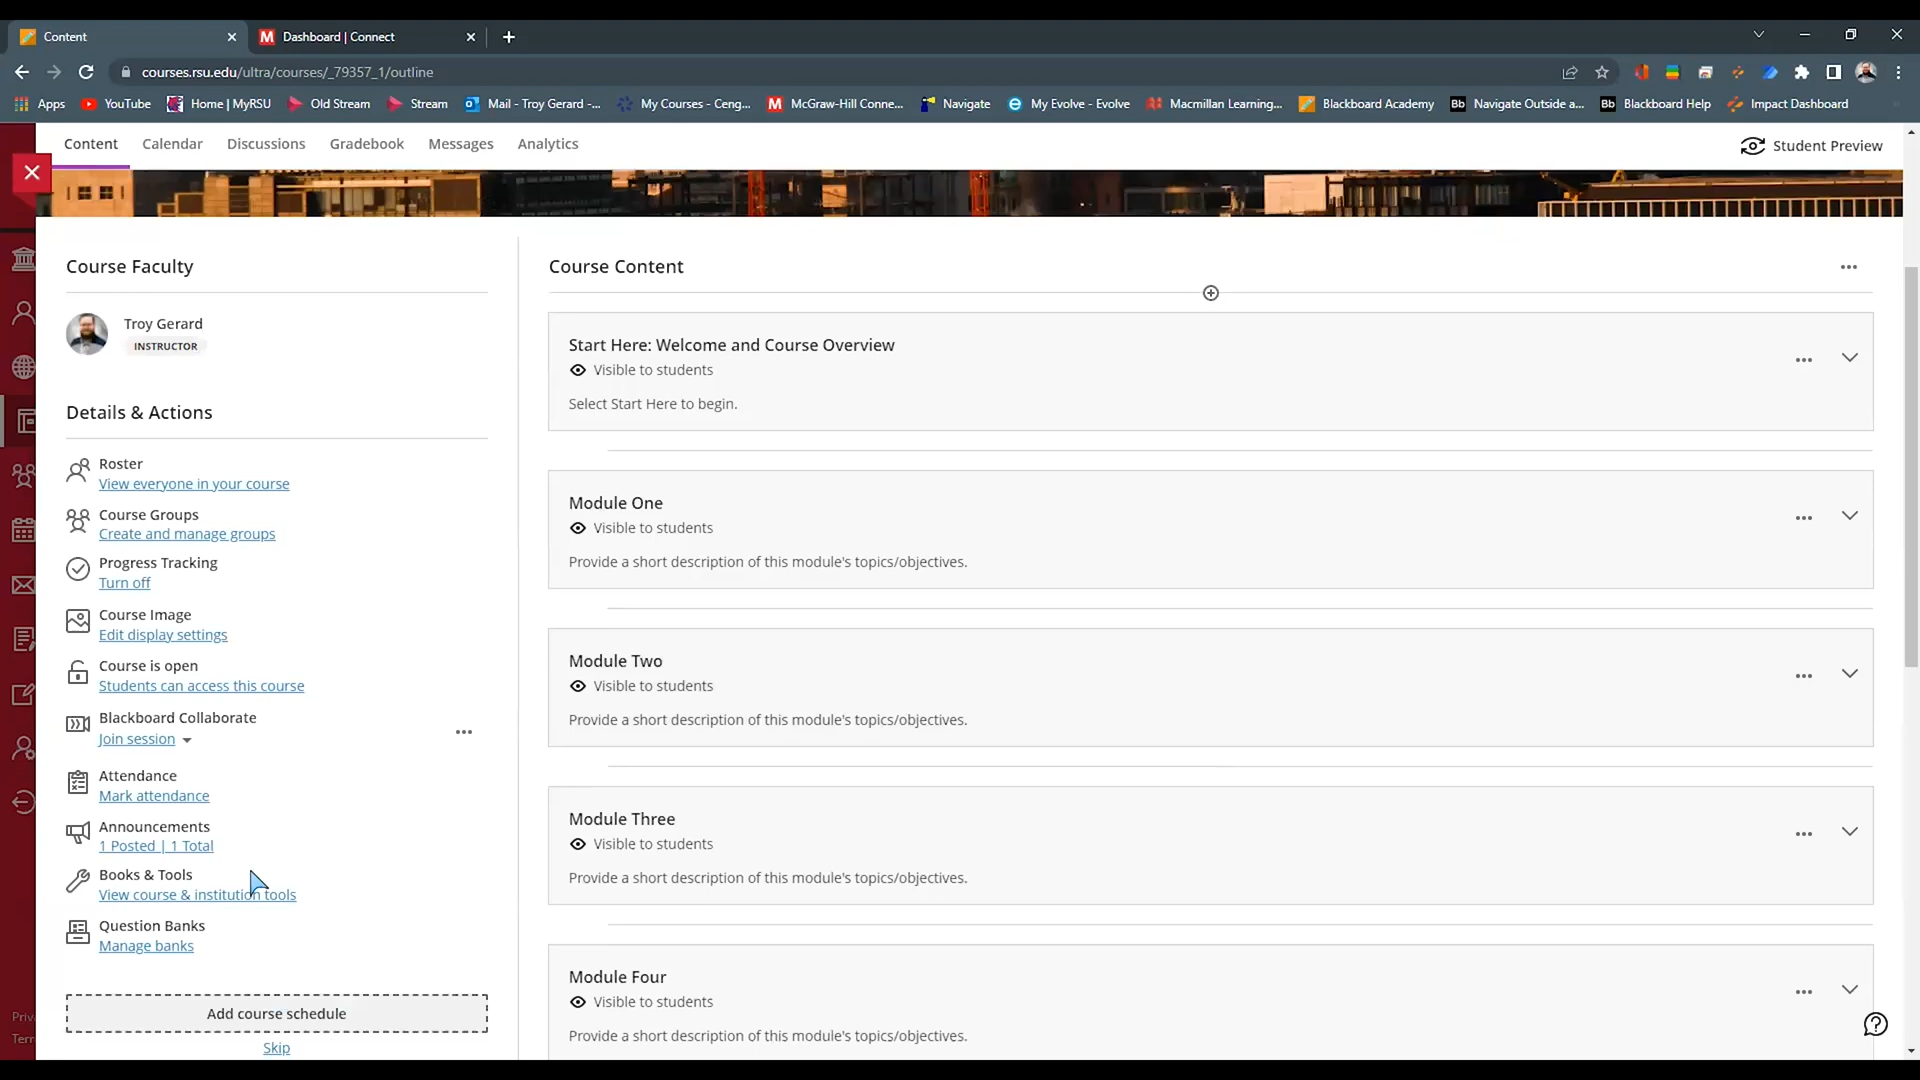 Content
Dashboard | Connect
courses.rsu.edu/ultra/courses/_79357_1/outline
Apps
YouTube
Home | MyRSU
Old Stream
Stream
Mail - Troy Gerard -...
My Courses - Ceng...
McGraw-Hill Conne...
Navigate
My Evolve - Evolve
Macmillan Learning...
Blackboard Academy
Bb Navigate Outside a...
Bb Blackboard Help
Impact Dashboard
Content
Calendar
Discussions
Gradebook
Messages
Analytics
Student Preview
Course Faculty
Troy Gerard
INSTRUCTOR
Details & Actions
Roster
View everyone in your course
Course Groups
Create and manage groups
Progress Tracking
Turn off
Course Image
Edit display settings
Course is open
Students can access this course
Blackboard Collaborate
Join session
Attendance
Mark attendance
Announcements
1 Posted | 1 Total
Books & Tools
View course & institution tools
Question Banks
Manage banks
Add course schedule
Skip
Priv
Term
Course Content
Start Here: Welcome and Course Overview
Visible to students
Select Start Here to begin.
Module One
Visible to students
Provide a short description of this module's topics/objectives.
Module Two
Visible to students
Provide a short description of this module's topics/objectives.
Module Three
Visible to students
Provide a short description of this module's topics/objectives.
Module Four
Visible to students
Provide a short description of this module's topics/objectives.